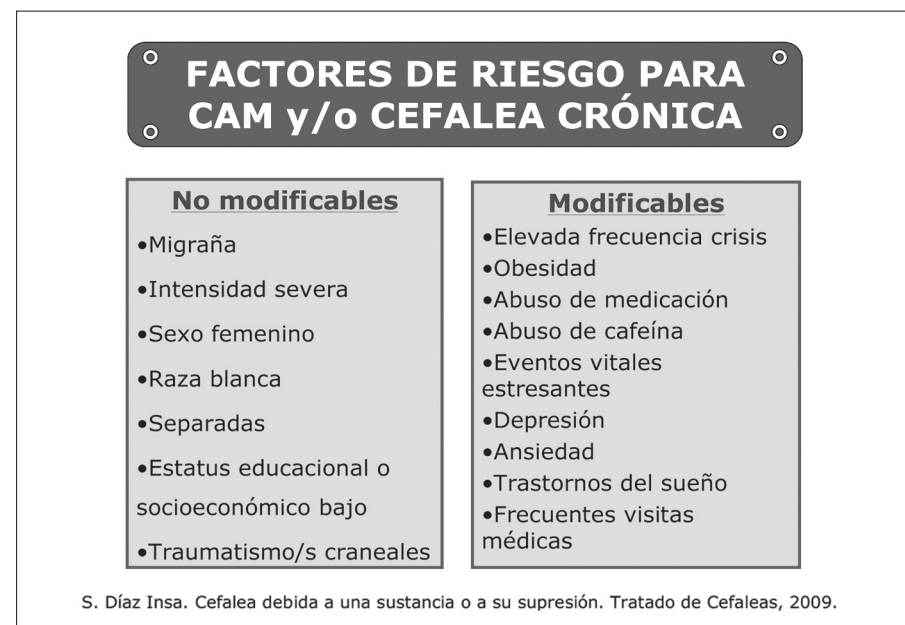 FACTORES DE RIESGO PARA
CAM y/o CEFALEA CRÓNICA
No modificables
•Migraña
•Intensidad severa
•Sexo femenino
•Raza blanca
•Separadas
•Estatus educacional o
socioeconómico bajo
•Traumatismo/s craneales
Modificables
•Elevada frecuencia crisis
•Obesidad
•Abuso de medicación
•Abuso de cafeína
•Eventos vitales
estresantes
•Depresión
•Ansiedad
•Trastornos del sueño
•Frecuentes visitas
médicas
S. Díaz Insa. Cefalea debida a una sustancia o a su supresión. Tratado de Cefaleas, 2009.